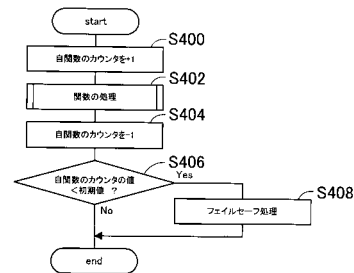 start
S400
自関数のカウンタを+1
S402
関数の処理
S404
自関数のカウンタを-1
S406
自関数のカウンタの値
<初期値 ?
Yes
No
S408
フェイルセーフ処理
end